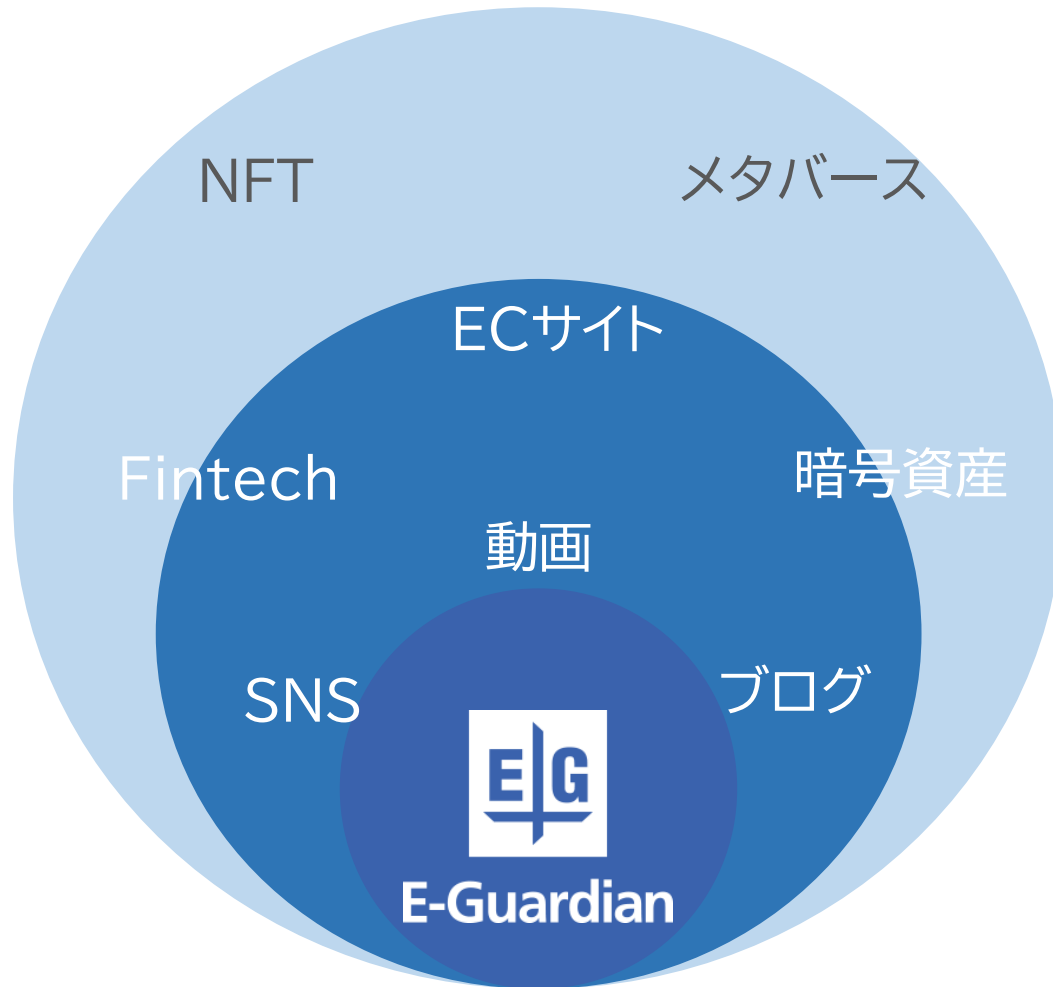 NFT
メタバース
ECサイト
Fintech
暗号資産
動画
SNS
ブログ
EG
E-Guardian